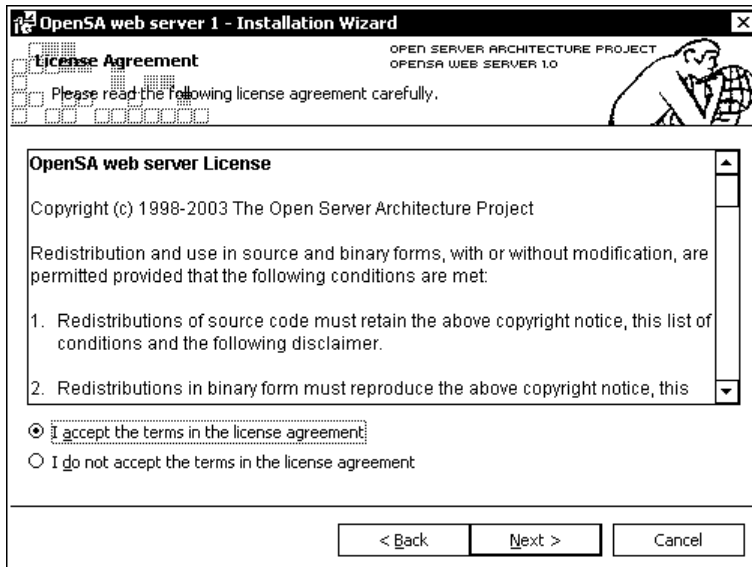 OpenSA web server 1 - Installation Wizard
License Agreement
OPEN SERVER ARCHITECTURE PROJECT
OPENSA WEB SERVER 1.0
Please read the following license agreement carefully.
OpenSA web server License
Copyright (c) 1998-2003 The Open Server Architecture Project
Redistribution and use in source and binary forms, with or without modification, are
permitted provided that the following conditions are met:
1. Redistributions of source code must retain the above copyright notice, this list of
conditions and the following disclaimer.
2. Redistributions in binary form must reproduce the above copyright notice, this
I accept the terms in the license agreement
I do not accept the terms in the license agreement
< Back
Next >
Cancel